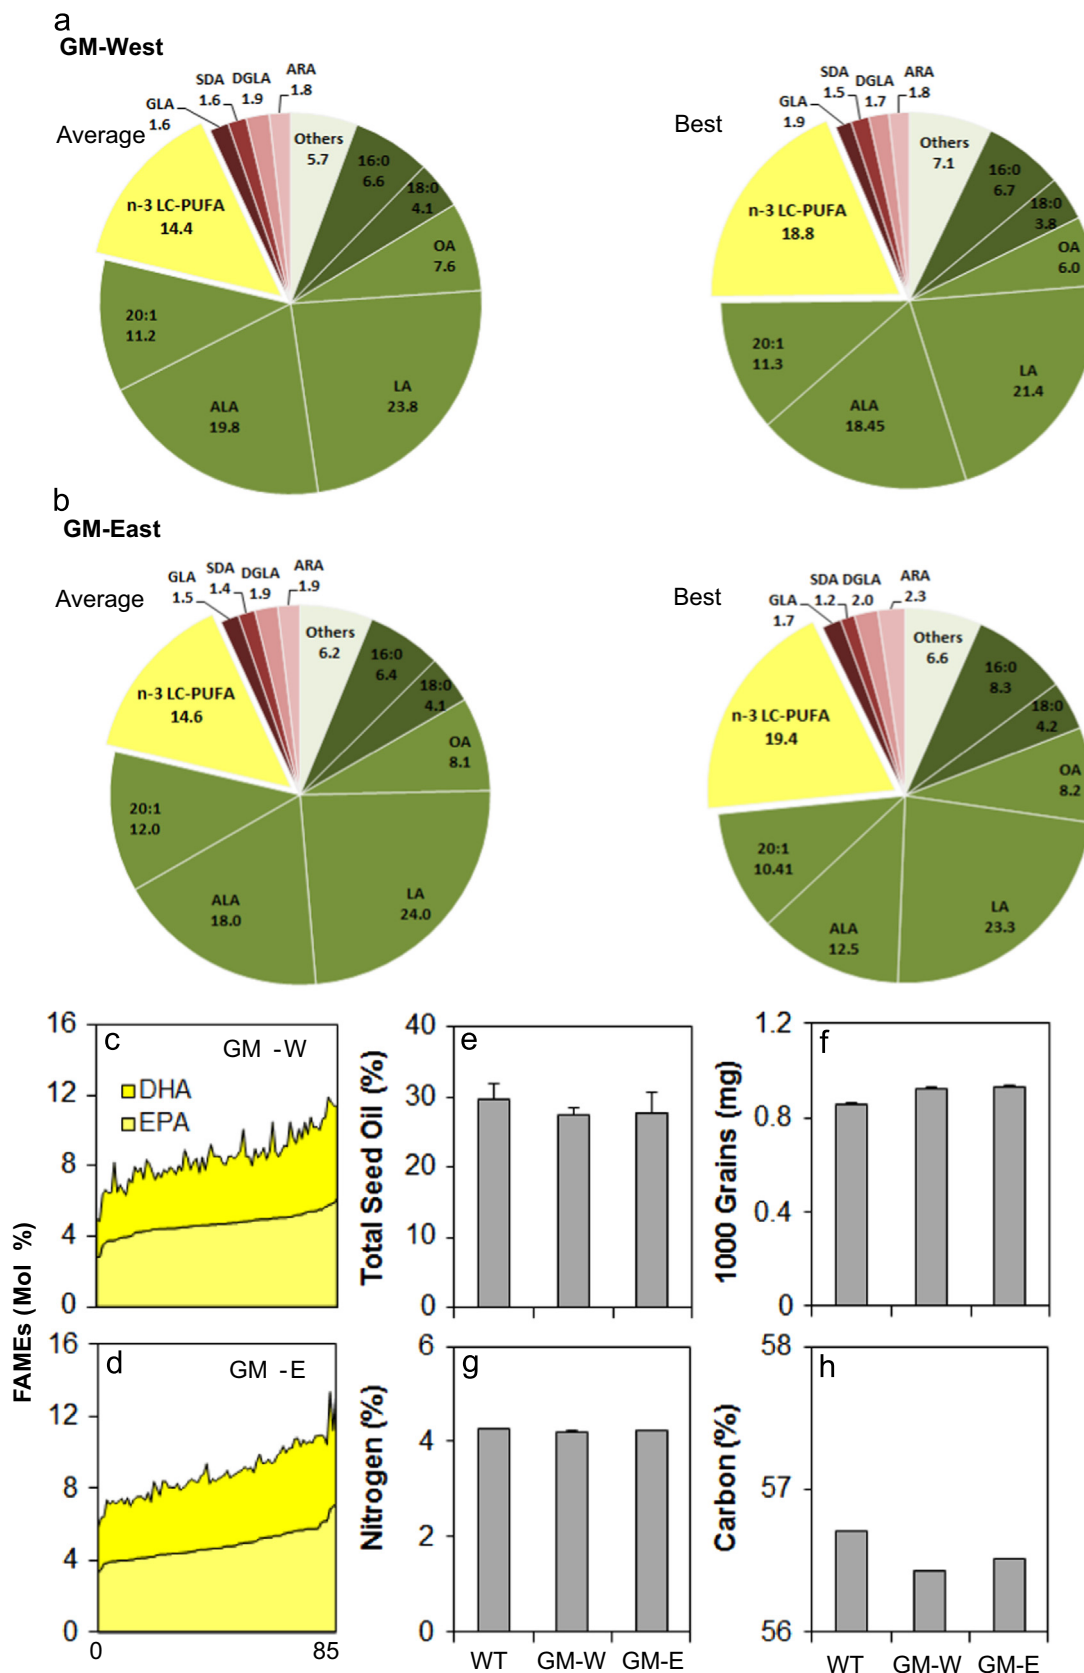 a
GM-West
Average
GLA
1.6
SDA
1.6
DGLA
1.9
ARA
1.8
Others
5.7
16:0
6.6
18:0
4.1
OA
7.6
LA
23.8
ALA
19.8
20:1
11.2
n-3 LC-PUFA
14.4
Best
GLA
1.9
SDA
1.5
DGLA
1.7
ARA
1.8
Others
7.1
16:0
6.7
18:0
3.8
OA
6.0
LA
21.4
ALA
18.45
20:1
11.3
n-3 LC-PUFA
18.8
b
GM-East
Average
GLA
1.5
SDA
1.4
DGLA
1.9
ARA
1.9
Others
6.2
16:0
6.4
18:0
4.1
OA
8.1
LA
24.0
ALA
18.0
20:1
12.0
n-3 LC-PUFA
14.6
Best
GLA
1.7
SDA
1.2
DGLA
2.0
ARA
2.3
Others
6.6
16:0
8.3
18:0
4.2
OA
8.2
LA
23.3
ALA
12.5
20:1
10.41
n-3 LC-PUFA
19.4
FAMEs (Mol %)
c
GM -W
DHA
EPA
16
12
8
4
0
d
GM -E
16
12
8
4
0
0
85
e
Total Seed Oil (%)
40
30
20
10
0
f
1000 Grains (mg)
1.2
0.8
0.4
0
g
Nitrogen (%)
6
4
2
0
WT
GM-W
GM-E
h
Carbon (%)
58
57
56
WT
GM-W
GM-E